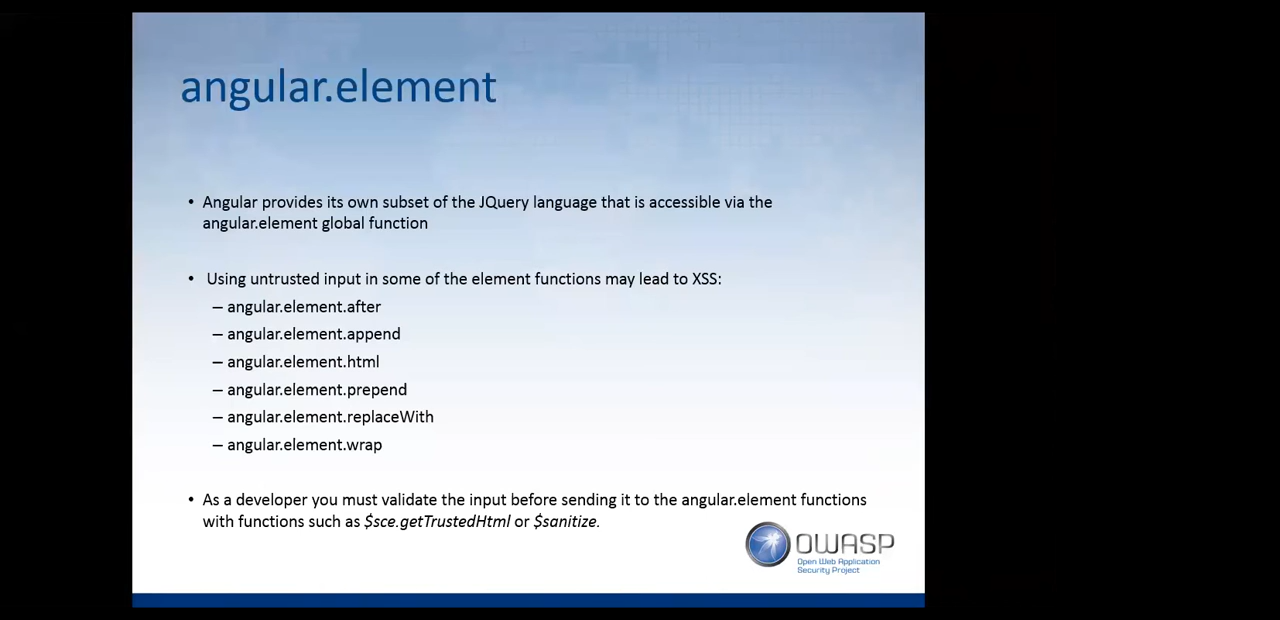 angular.element
• Angular provides its own subset of the JQuery language that is accessible via the
angular.element global function
• Using untrusted input in some of the element functions may lead to XSS:
– angular.element.after
– angular.element.append
– angular.element.html
– angular.element.prepend
– angular.element.replaceWith
– angular.element.wrap
• As a developer you must validate the input before sending it to the angular.element functions
with functions such as $sce.getTrustedHtml or $sanitize.
OWASP
Open Web Application
Security Project